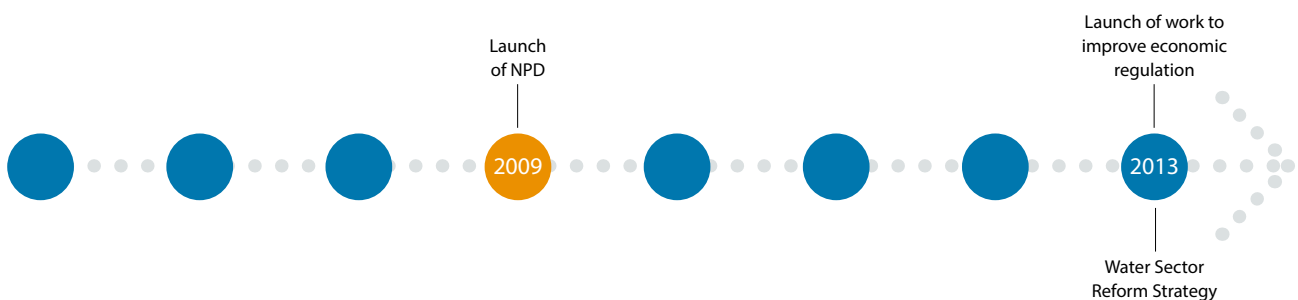 Launch
of NPD
2009
Launch of work to
improve economic
regulation
2013
Water Sector
Reform Strategy